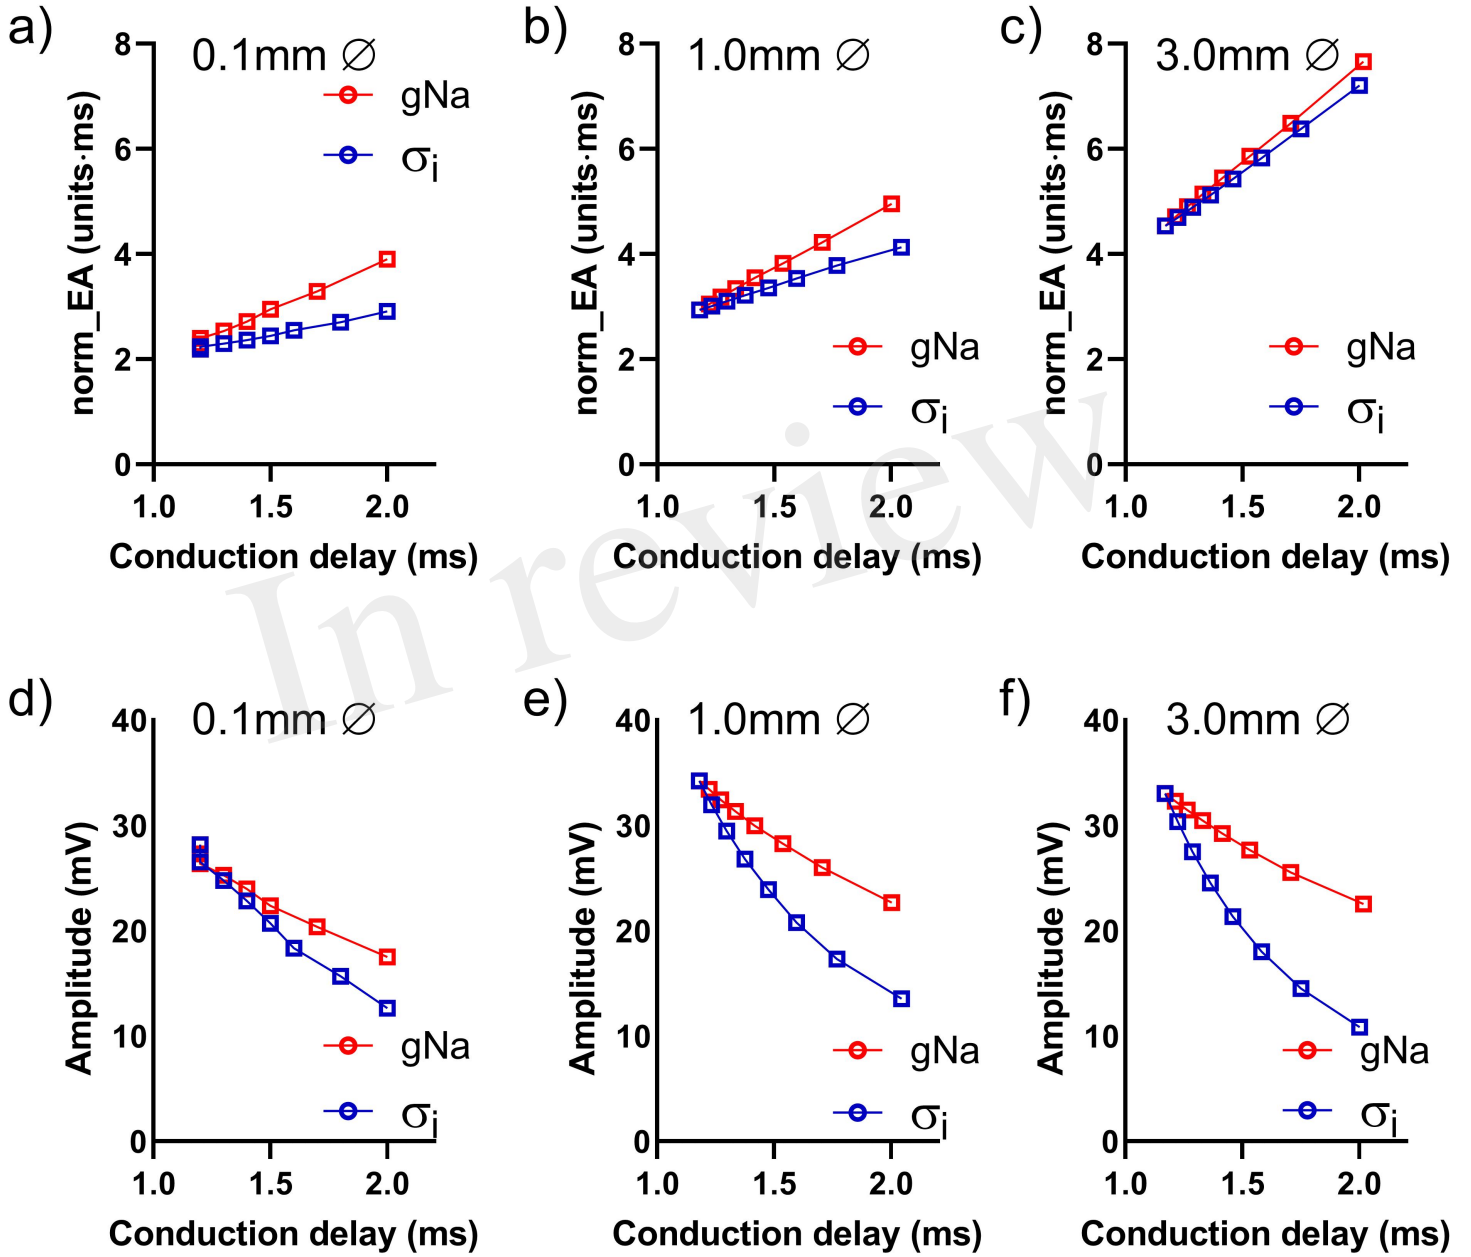 a)
0.1mm ∅
norm_EA (units·ms)
8
6
4
2
0
gNa
σi
1.0
1.5
2.0
Conduction delay (ms)
b)
1.0mm ∅
norm_EA (units·ms)
8
6
4
2
0
gNa
σi
1.0
1.5
2.0
Conduction delay (ms)
c)
3.0mm ∅
norm_EA (units·ms)
8
6
4
2
0
gNa
σi
1.0
1.5
2.0
Conduction delay (ms)
In review
d)
0.1mm ∅
Amplitude (mV)
40
30
20
10
0
gNa
σi
1.0
1.5
2.0
Conduction delay (ms)
e)
1.0mm ∅
Amplitude (mV)
40
30
20
10
0
gNa
σi
1.0
1.5
2.0
Conduction delay (ms)
f)
3.0mm ∅
Amplitude (mV)
40
30
20
10
0
gNa
σi
1.0
1.5
2.0
Conduction delay (ms)